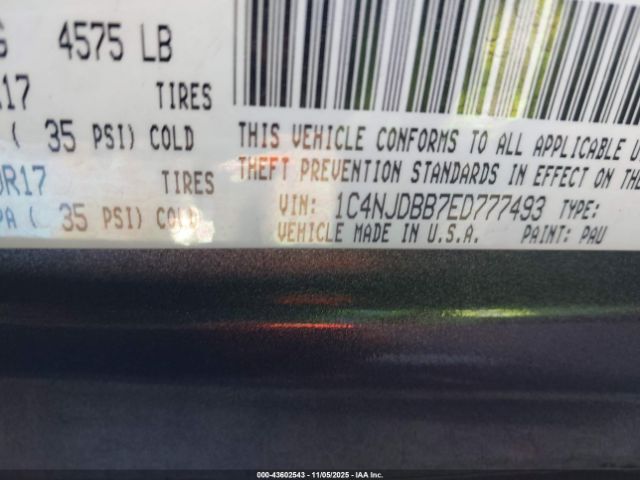 G 4575 LB
R17 TIRES
( 35 PSI) COLD
0R17 TIRES
PA ( 35 PSI) COLD
THIS VEHICLE CONFORMS TO ALL APPLICABLE U
THEFT PREVENTION STANDARDS IN EFFECT ON THE
VIN: 1C4NJDBB7ED777493 TYPE:
VEHICLE MADE IN U.S.A. PAINT: PAU
000-43602543 - 11/05/2025 - IAA Inc.